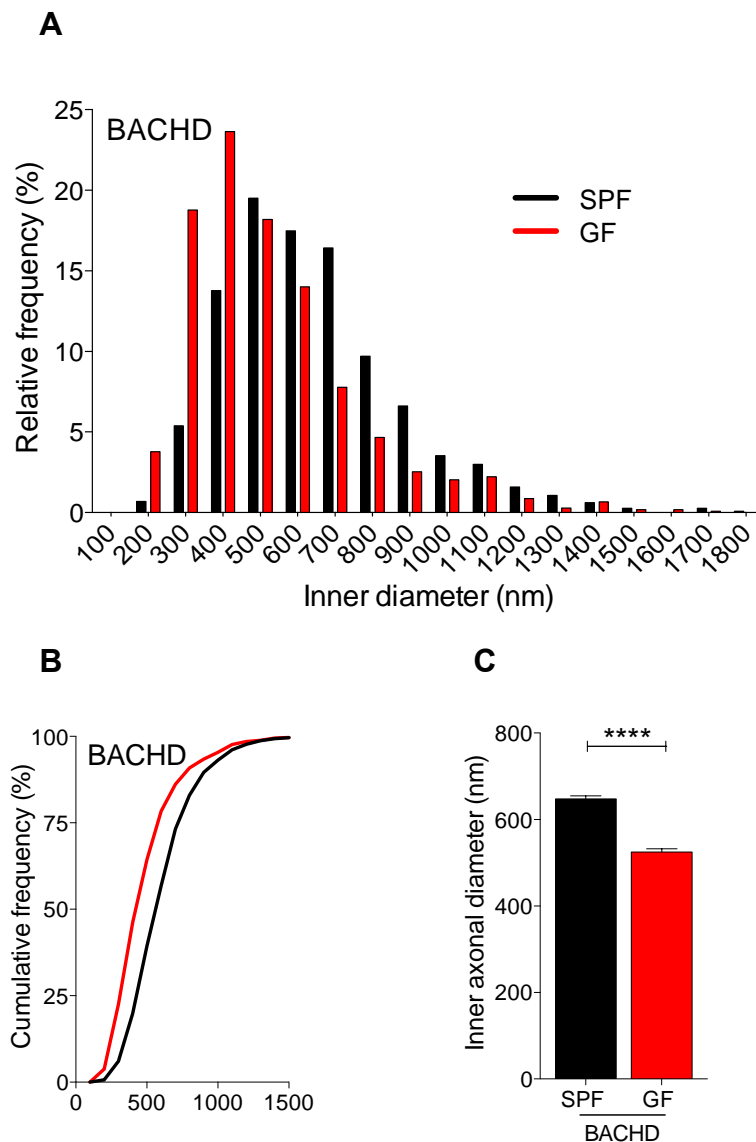 A
BACHD
SPF
GF
Relative frequency (%)
25
20
15
10
5
0
100 200 300 400 500 600 700 800 900 1000 1100 1200 1300 1400 1500 1600 1700 1800
Inner diameter (nm)
B
BACHD
Cumulative frequency (%)
100
75
50
25
0
0 500 1000 1500
C
****
Inner axonal diameter (nm)
800
600
400
200
0
SPF GF
BACHD